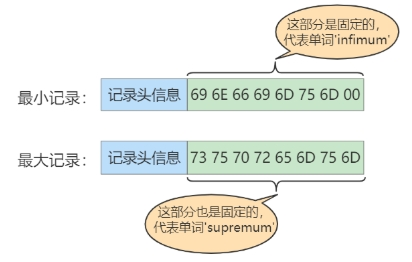 这部分是固定的,
代表单词'infimum'
最小记录: 记录头信息 69 6E 66 69 6D 75 6D 00
最大记录: 记录头信息 73 75 70 72 65 6D 75 6D
这部分也是固定的,
代表单词'supremum'